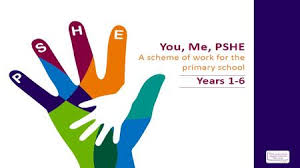 P S H E
You, Me, PSHE
A scheme of work for the
primary school
Years 1-6